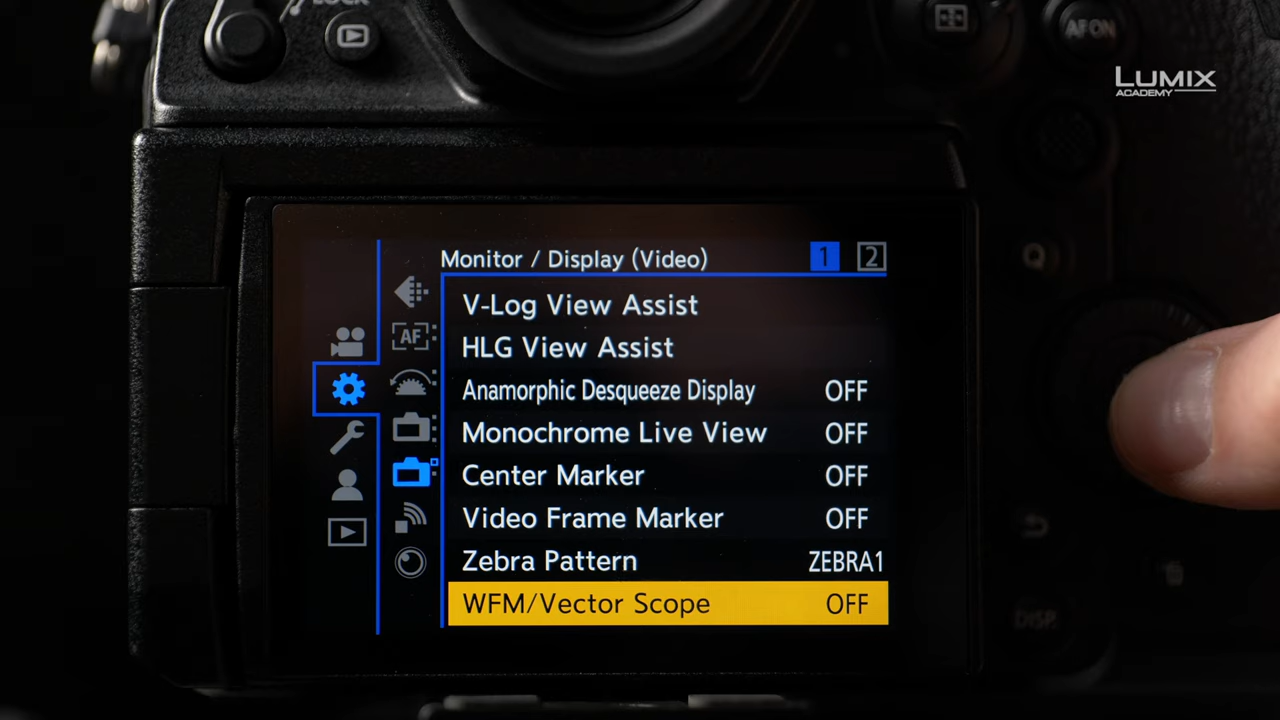 LOCK
AF ON
LUMIX
ACADEMY
Q
Monitor / Display (Video) 1 2
V-Log View Assist
AF
HLG View Assist
Anamorphic Desqueeze Display OFF
Monochrome Live View OFF
Center Marker OFF
Video Frame Marker OFF
Zebra Pattern ZEBRA1
WFM/Vector Scope OFF
DISP.